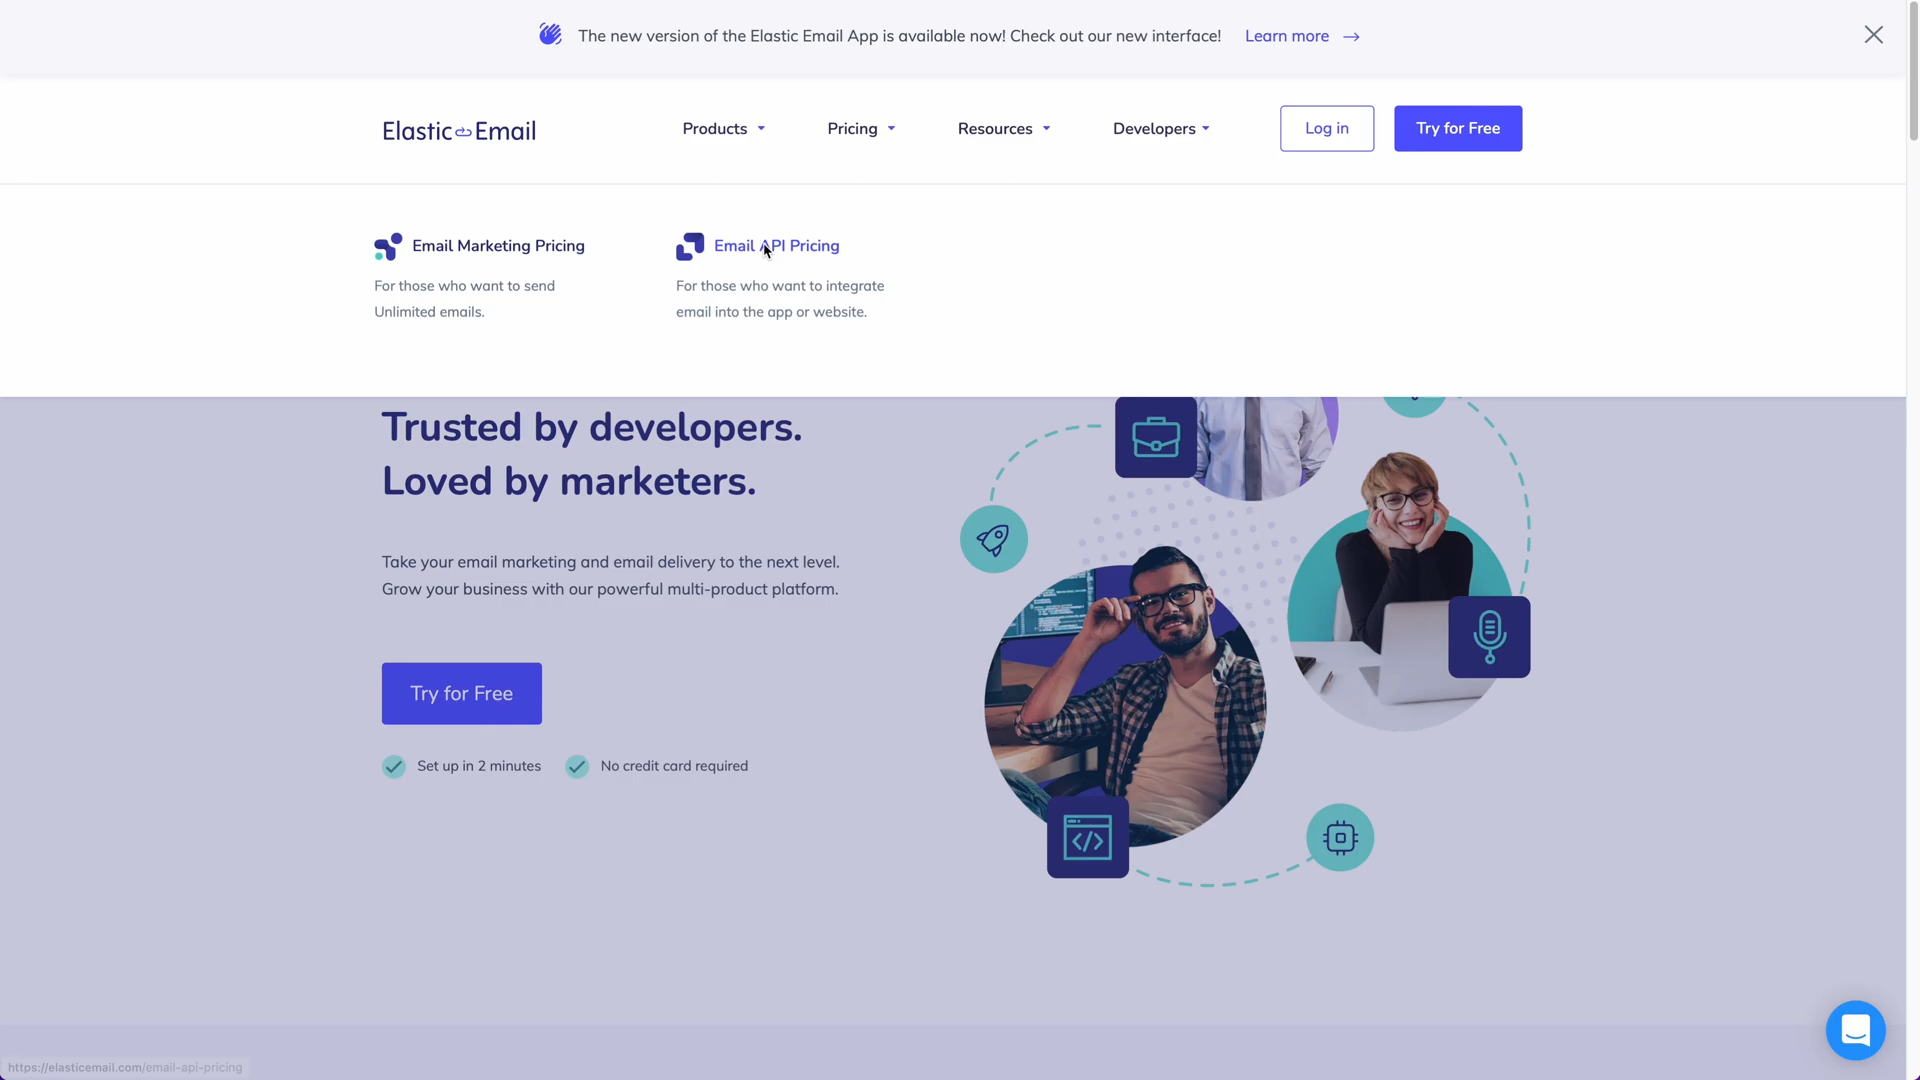 The new version of the Elastic Email App is available now! Check out our new interface! Learn more →
Elastic Email
Products
Pricing
Resources
Developers
Log in
Try for Free
Email Marketing Pricing
For those who want to send
Unlimited emails.
Email API Pricing
For those who want to integrate
email into the app or website.
Trusted by developers.
Loved by marketers.
Take your email marketing and email delivery to the next level.
Grow your business with our powerful multi-product platform.
Try for Free
Set up in 2 minutes
No credit card required
</>
https://elasticemail.com/email-api-pricing